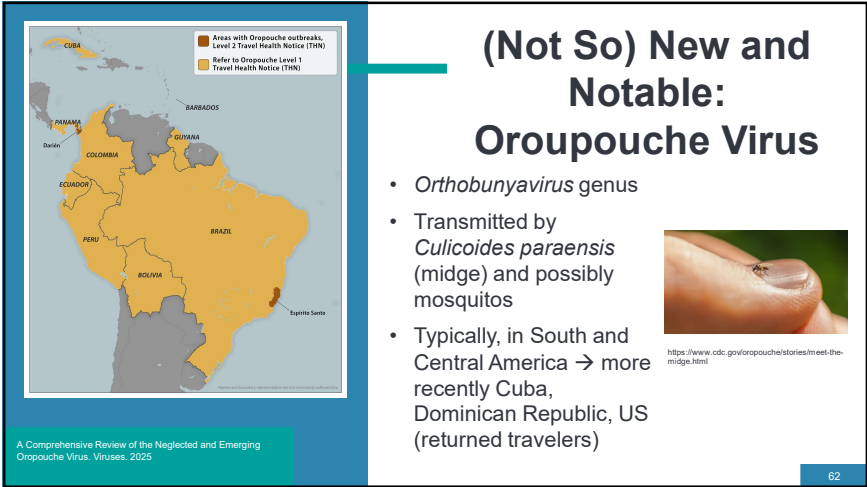 (Not So) New and
Notable:
Oroupouche Virus
• Orthobunyavirus genus
• Transmitted by
Culicoides paraensis
(midge) and possibly
mosquitos
• Typically, in South and
Central America → more
recently Cuba,
Dominican Republic, US
(returned travelers)
Areas with Oropouche outbreaks,
Level 2 Travel Health Notice (THN)
Refer to Oropouche Level 1
Travel Health Notice (THN)
CUBA
BARBADOS
PANAMA
Darién
GUYANA
COLOMBIA
ECUADOR
BRAZIL
PERU
BOLIVIA
Espírito Santo
https://www.cdc.gov/oropouche/stories/meet-the-
midge.html
A Comprehensive Review of the Neglected and Emerging
Oropouche Virus. Viruses. 2025
62